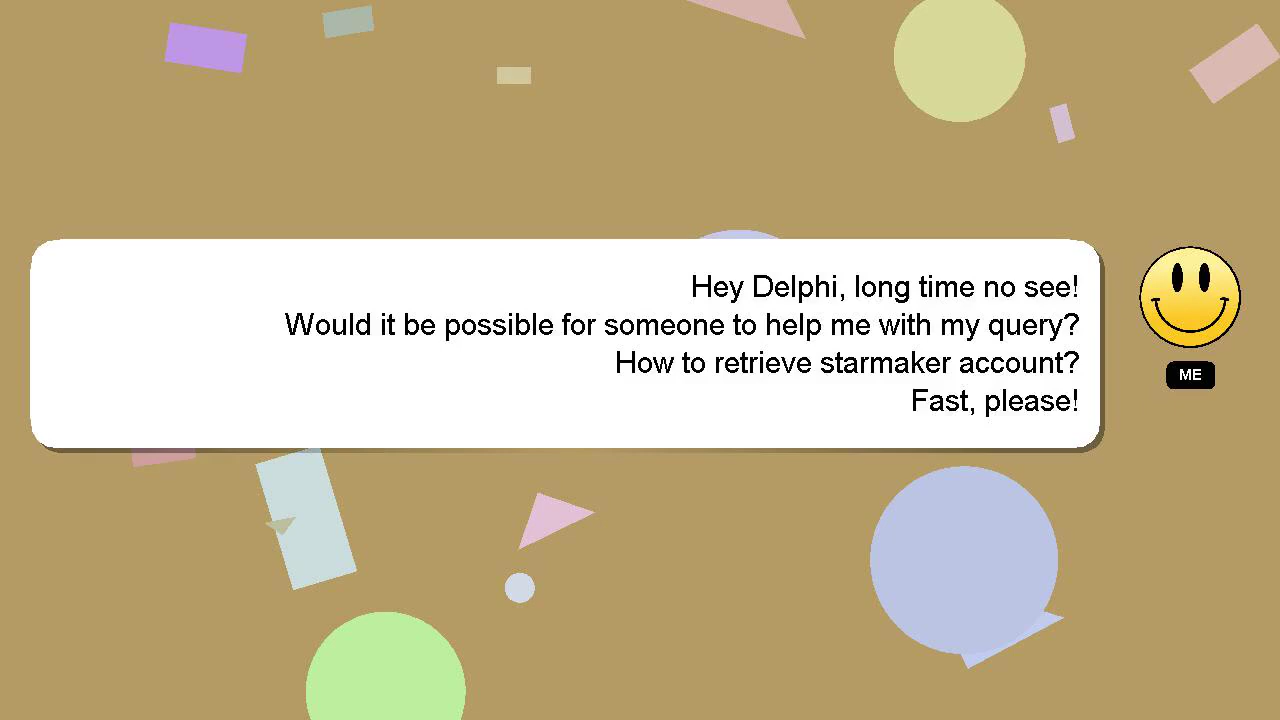 Hey Delphi, long time no see!
Would it be possible for someone to help me with my query?
How to retrieve starmaker account?
Fast, please!
ME